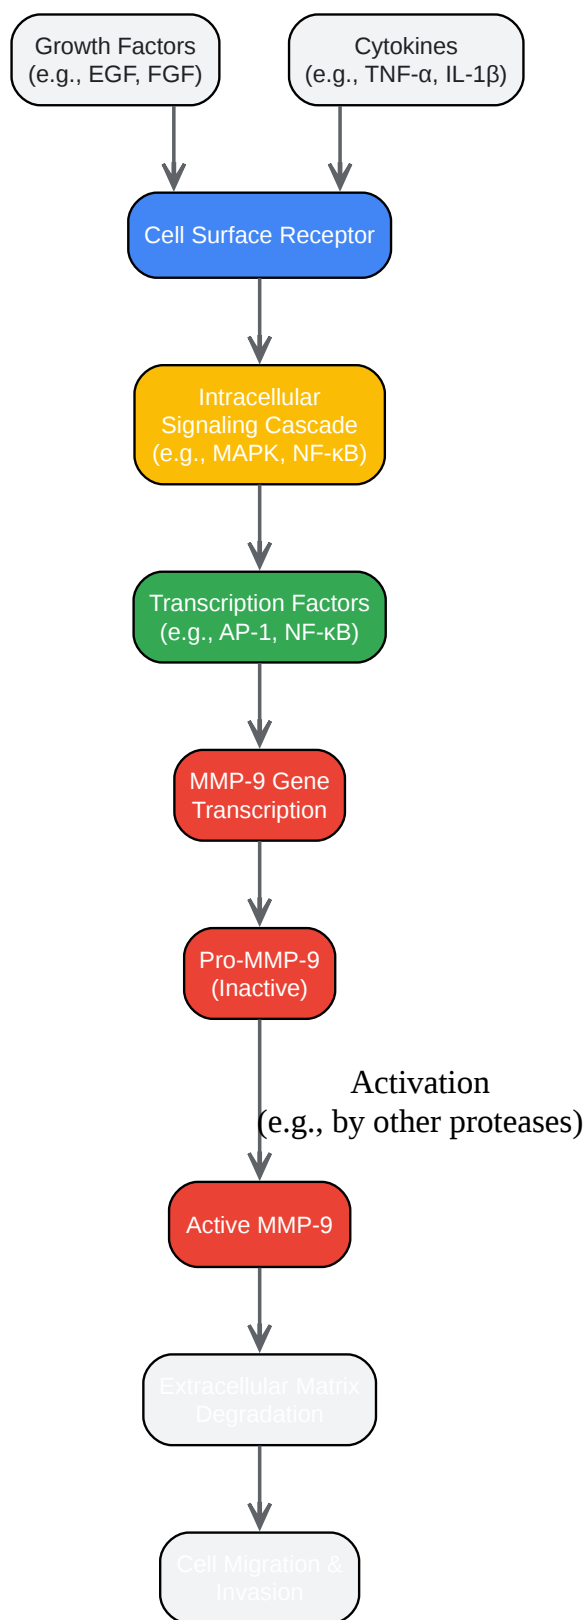 Growth Factors
(e.g., EGF, FGF)
Cytokines
(e.g., TNF-α, IL-1β)
Cell Surface Receptor
Intracellular
Signaling Cascade
(e.g., MAPK, NF-κB)
Transcription Factors
(e.g., AP-1, NF-κB)
MMP-9 Gene
Transcription
Pro-MMP-9
(Inactive)
Activation
(e.g., by other proteases)
Active MMP-9
Extracellular Matrix
Degradation
Cell Migration &
Invasion